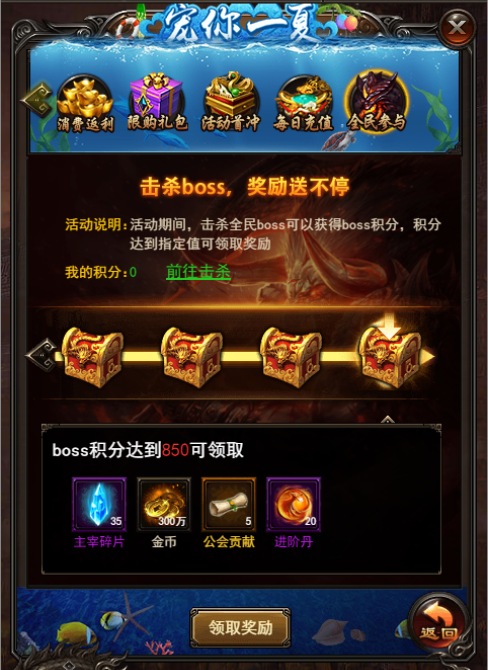 宠你一夏
消费返利 限购礼包 活动首冲 每日充值 全民参与
击杀boss，奖励送不停
活动说明:活动期间，击杀全民boss可以获得boss积分，积分
达到指定值可领取奖励
我的积分:0 前往击杀
boss积分达到850可领取
35 300万 5 20
主宰碎片 金币 公会贡献 进阶丹
领取奖励
返回